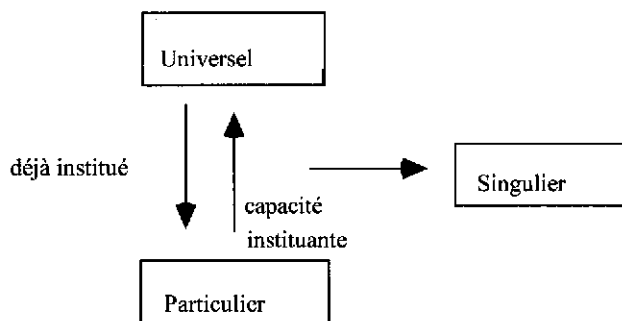 Universel
déjà institué
capacité
instituante
Singulier
Particulier